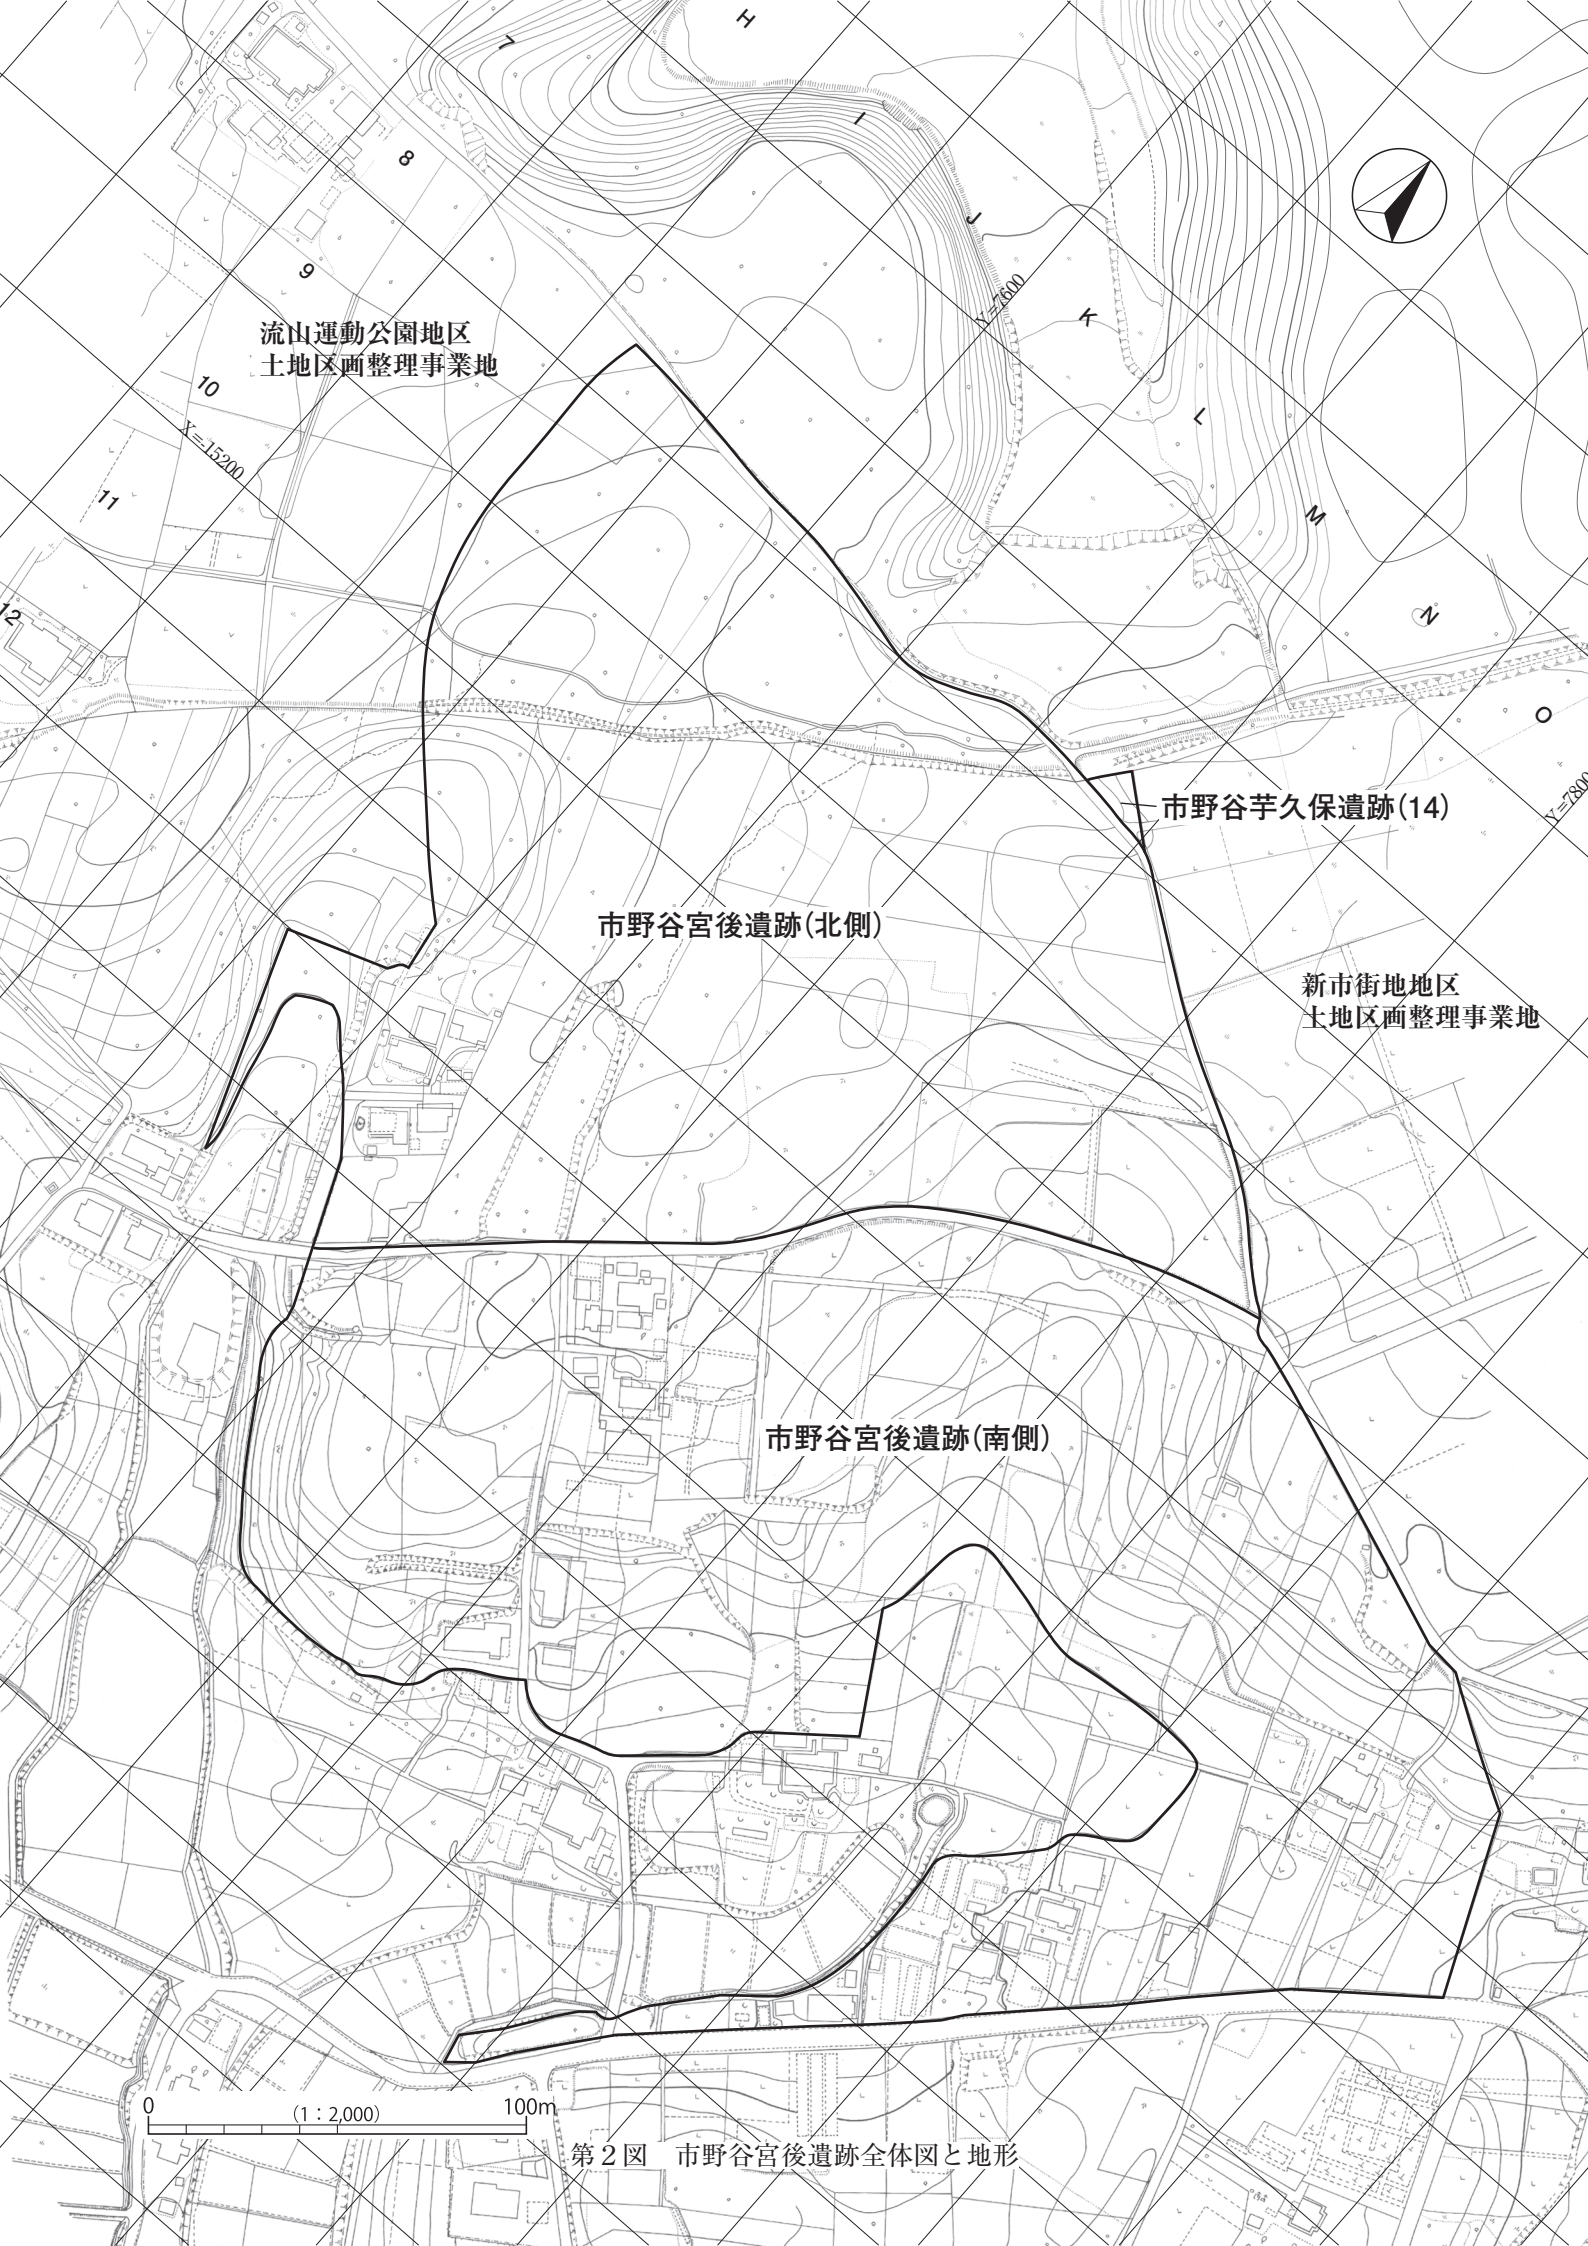 H
7
I
8
J
9
流山運動公園地区
土地区画整理事業地
Y=7600
K
10
X=-15200
L
11
M
12
N
O
Y=7800
市野谷芋久保遺跡(14)
市野谷宮後遺跡(北側)
新市街地地区
土地区画整理事業地
市野谷宮後遺跡(南側)
0 (1：2,000) 100m
第２図　市野谷宮後遺跡全体図と地形